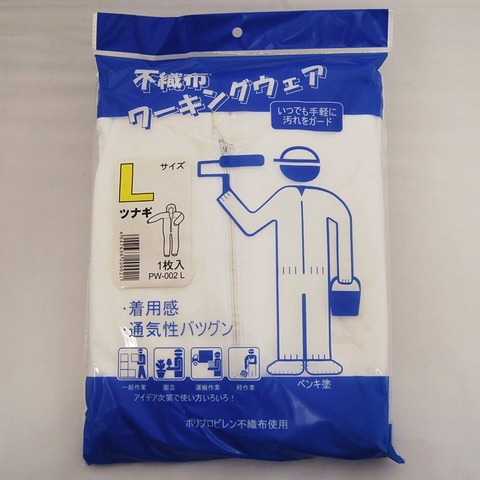 不織布
ワーキングウェア
いつでも手軽に
汚れをガード
サイズ
L
ツナギ
1枚入
PW-002 L
・着用感
・通気性バツグン
一般作業
園芸
運搬作業
軽作業
ペンキ塗
アイデア次第で使い方いろいろ!
ポリプロピレン不織布使用